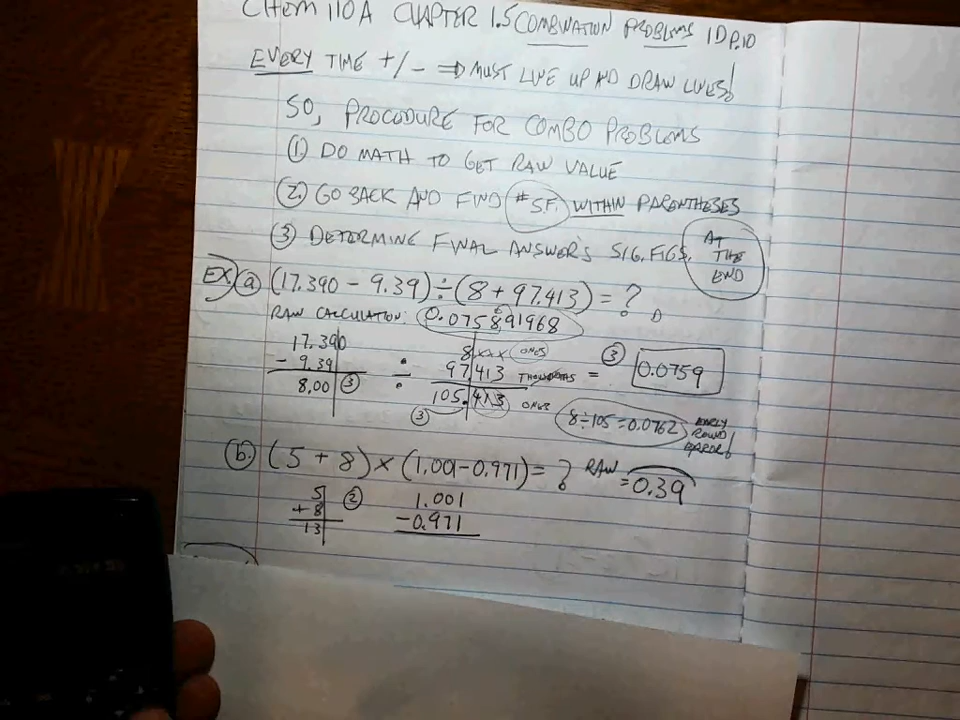 CHEM 110A CHAPTER 1.5 COMBINATION PROBLEMS 1D P.10
EVERY TIME +/- ⇒ MUST LINE UP AND DRAW LINES!
SO, PROCODURE FOR COMBO PROBLEMS
① DO MATH TO GET RAW VALUE
② GO BACK AND FIND #S.F. WITHIN PARENTHESES
③ DETERMINE FINAL ANSWER'S SIG. FIGS. AT THE END
EX) ⓐ (17.390 - 9.39) ÷ (8 + 97.413) = ?
RAW CALCULATION: 0.075891968
17.390
- 9.39
8.00 ③
÷
8.xxx ONES
97.413 THOUSANDTHS
105.413 ONES
③
= ③ 0.0759
8÷105 = 0.0762 EARLY ROUND ERROR!
ⓑ (5 + 8) × (1.001 - 0.971) = ? RAW = 0.39
5
+ 8
13
②
1.001
- 0.971